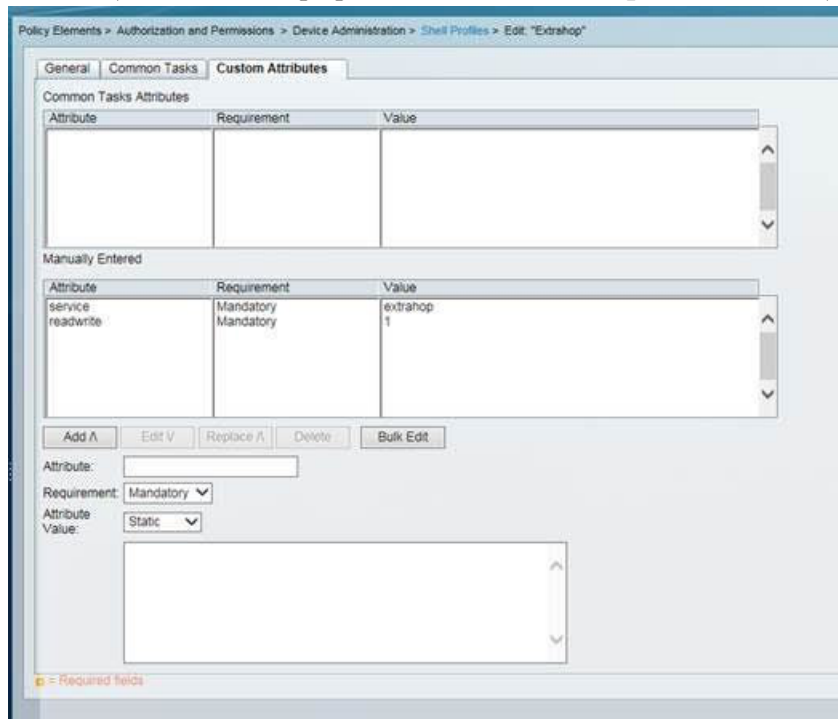 Policy Elements > Authorization and Permissions > Device Administration > Shell Profiles > Edit: "Extrahop"
General Common Tasks Custom Attributes
Common Tasks Attributes
Attribute Requirement Value
Manually Entered
Attribute Requirement Value
service Mandatory extrahop
readwrite Mandatory 1
Add /\ Edit \/ Replace /\ Delete Bulk Edit
Attribute:
Requirement: Mandatory
Attribute Value: Static
= Required fields